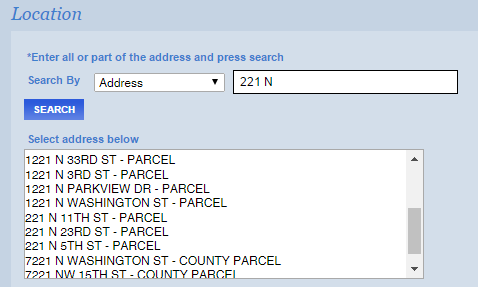 Location
*Enter all or part of the address and press search
Search By Address 221 N
SEARCH
Select address below
1221 N 33RD ST - PARCEL
1221 N 3RD ST - PARCEL
1221 N PARKVIEW DR - PARCEL
1221 N WASHINGTON ST - PARCEL
221 N 11TH ST - PARCEL
221 N 23RD ST - PARCEL
221 N 5TH ST - PARCEL
7221 N WASHINGTON ST - COUNTY PARCEL
7221 NW 15TH ST - COUNTY PARCEL